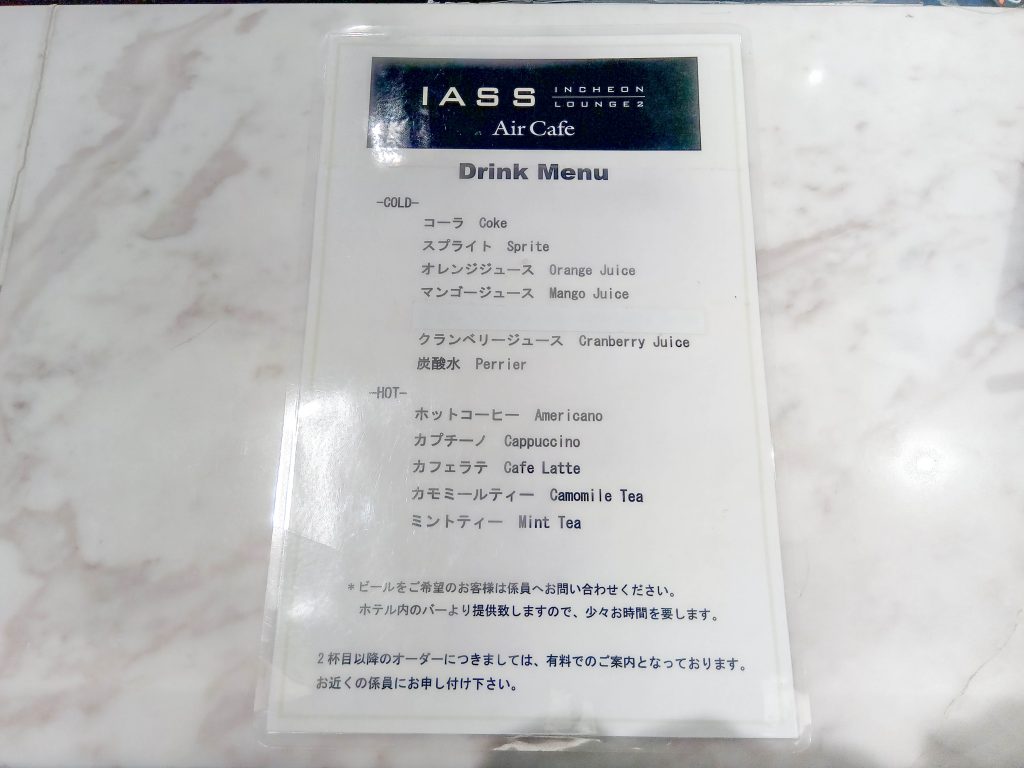 IASS INCHEON LOUNGE2
Air Cafe
Drink Menu
-COLD-
コーラ Coke
スプライト Sprite
オレンジジュース Orange Juice
マンゴージュース Mango Juice
クランベリージュース Cranberry Juice
炭酸水 Perrier
-HOT-
ホットコーヒー Americano
カプチーノ Cappuccino
カフェラテ Cafe Latte
カモミールティー Camomile Tea
ミントティー Mint Tea
*ビールをご希望のお客様は係員へお問い合わせください。
ホテル内のバーより提供致しますので、少々お時間を要します。
2杯目以降のオーダーにつきましては、有料でのご案内となっております。
お近くの係員にお申し付け下さい。